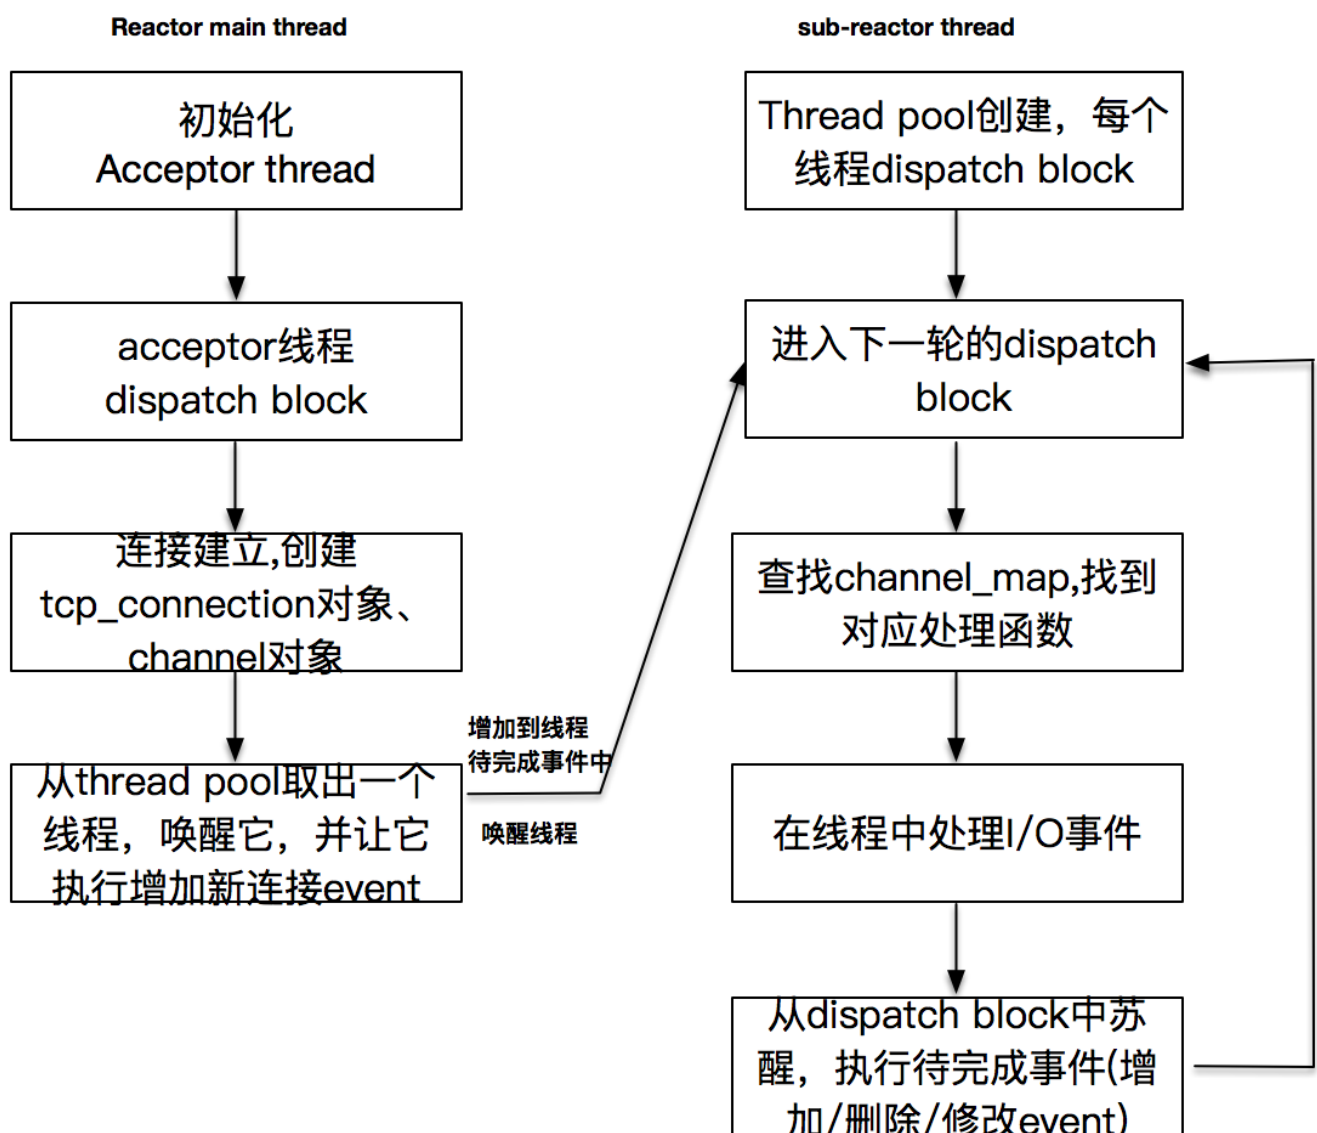 Reactor main thread
初始化
Acceptor thread
acceptor线程
dispatch block
连接建立,创建
tcp_connection对象、
channel对象
从thread pool取出一个
线程，唤醒它，并让它
执行增加新连接event
增加到线程
待完成事件中
唤醒线程
sub-reactor thread
Thread pool创建，每个
线程dispatch block
进入下一轮的dispatch
block
查找channel_map,找到
对应处理函数
在线程中处理I/O事件
从dispatch block中苏
醒，执行待完成事件(增
加/删除/修改event)